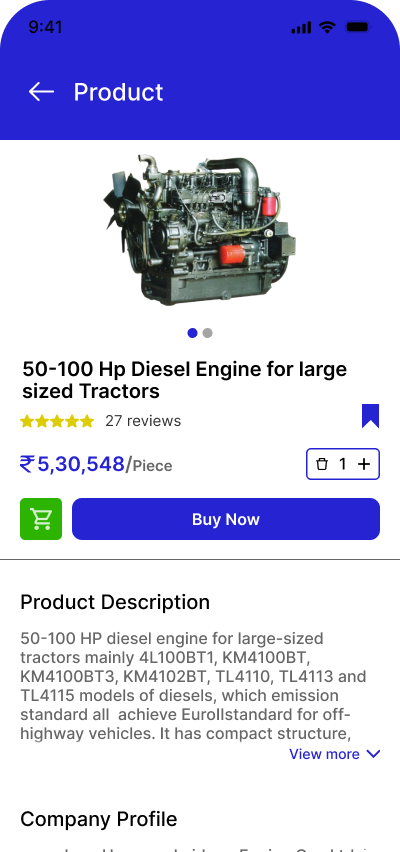 9:41
Product
50-100 Hp Diesel Engine for large
sized Tractors
27 reviews
₹5,30,548/Piece
1
Buy Now
Product Description
50-100 HP diesel engine for large-sized
tractors mainly 4L100BT1, KM4100BT,
KM4100BT3, KM4102BT, TL4110, TL4113 and
TL4115 models of diesels, which emission
standard all  achieve EuroIIstandard for off-
highway vehicles. It has compact structure,
View more
Company Profile